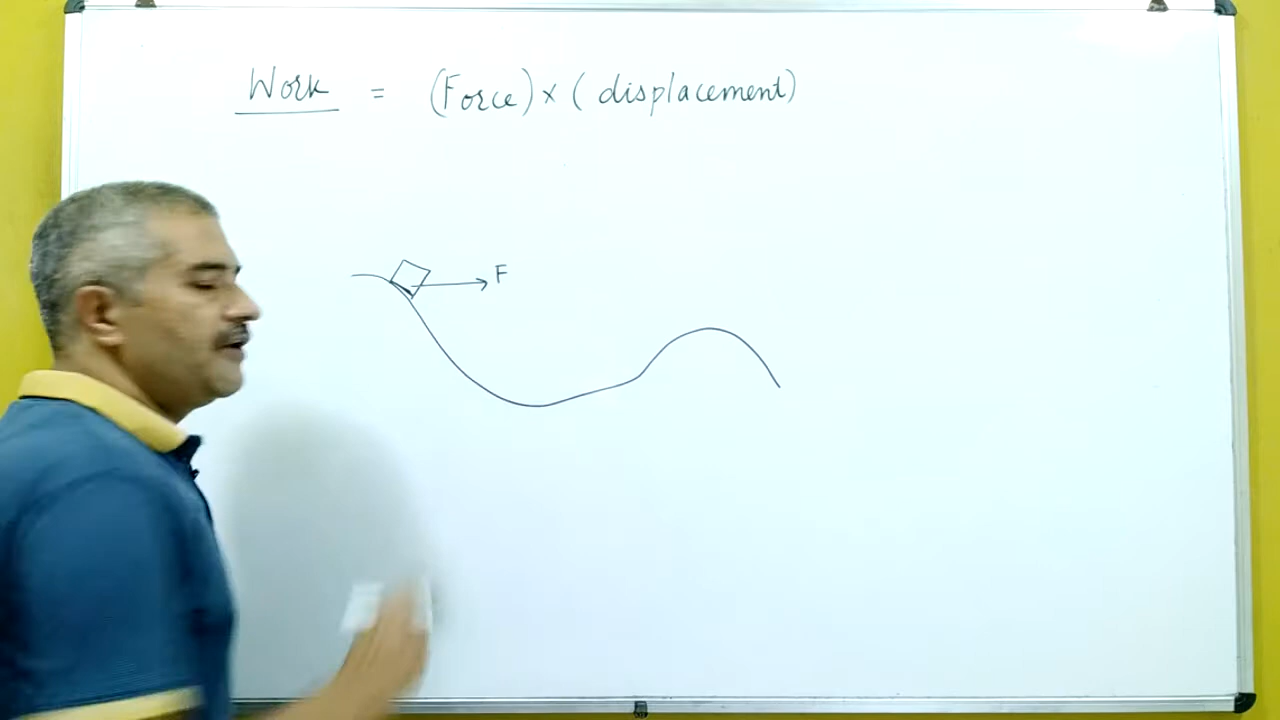 Work = (Force) × ( displacement)
F